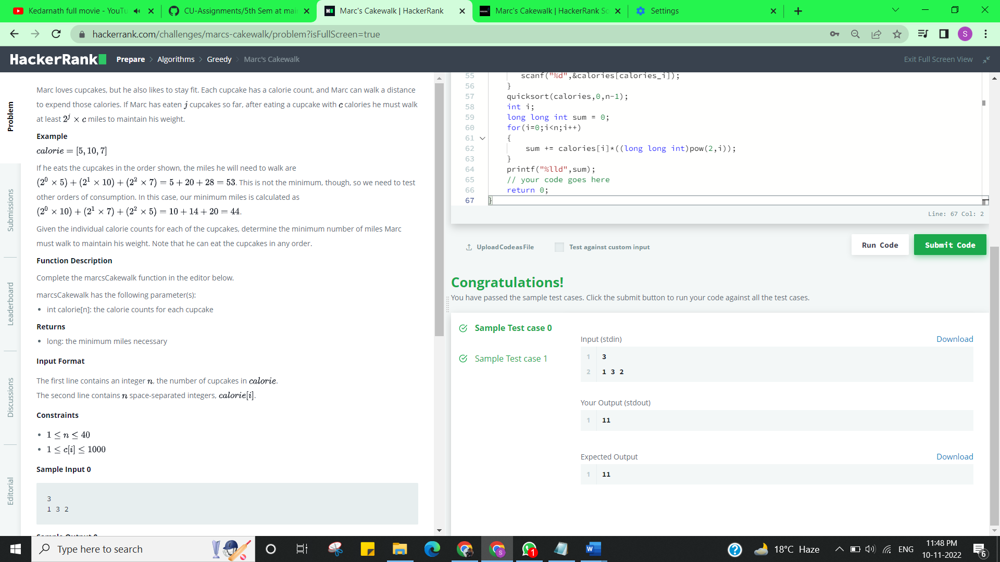 Kedarnath full movie - YouTu
CU-Assignments/5th Sem at mai
Marc's Cakewalk | HackerRank
Marc's Cakewalk | HackerRank So
Settings
hackerrank.com/challenges/marcs-cakewalk/problem?isFullScreen=true
S
HackerRank
Prepare > Algorithms > Greedy > Marc's Cakewalk
Exit Full Screen View
Problem
Submissions
Leaderboard
Discussions
Editorial
Marc loves cupcakes, but he also likes to stay fit. Each cupcake has a calorie count, and Marc can walk a distance
to expend those calories. If Marc has eaten j cupcakes so far, after eating a cupcake with c calories he must walk
at least 2^j × c miles to maintain his weight.
Example
calorie = [5, 10, 7]
If he eats the cupcakes in the order shown, the miles he will need to walk are
(2^0 × 5) + (2^1 × 10) + (2^2 × 7) = 5 + 20 + 28 = 53. This is not the minimum, though, so we need to test
other orders of consumption. In this case, our minimum miles is calculated as
(2^0 × 10) + (2^1 × 7) + (2^2 × 5) = 10 + 14 + 20 = 44.
Given the individual calorie counts for each of the cupcakes, determine the minimum number of miles Marc
must walk to maintain his weight. Note that he can eat the cupcakes in any order.
Function Description
Complete the marcsCakewalk function in the editor below.
marcsCakewalk has the following parameter(s):
• int calorie[n]: the calorie counts for each cupcake
Returns
• long: the minimum miles necessary
Input Format
The first line contains an integer n, the number of cupcakes in calorie.
The second line contains n space-separated integers, calorie[i].
Constraints
• 1 ≤ n ≤ 40
• 1 ≤ c[i] ≤ 1000
Sample Input 0
3
1 3 2
Sample Output 0
55 scanf("%d",&calories[calories_i]);
56 }
57 quicksort(calories,0,n-1);
58 int i;
59 long long int sum = 0;
60 for(i=0;i<n;i++)
61 {
62 sum += calories[i]*((long long int)pow(2,i));
63 }
64 printf("%lld",sum);
65 // your code goes here
66 return 0;
67 }
Line: 67 Col: 2
Upload Code as File
Test against custom input
Run Code
Submit Code
Congratulations!
You have passed the sample test cases. Click the submit button to run your code against all the test cases.
Sample Test case 0
Sample Test case 1
Input (stdin)
Download
1 3
2 1 3 2
Your Output (stdout)
1 11
Expected Output
Download
1 11
Type here to search
1
W
18°C Haze
ENG
11:48 PM
10-11-2022
6